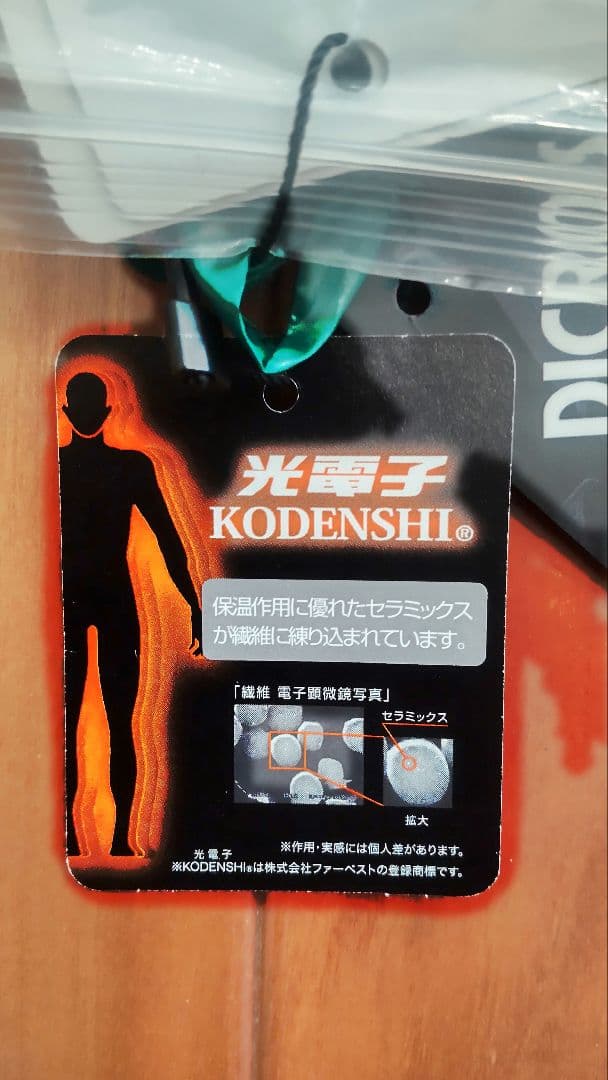 光電子
KODENSHI®
保温作用に優れたセラミックス
が繊維に練り込まれています。
「繊維 電子顕微鏡写真」
セラミックス
拡大
※作用・実感には個人差があります。
光電子
※KODENSHI®は株式会社ファーベストの登録商標です。